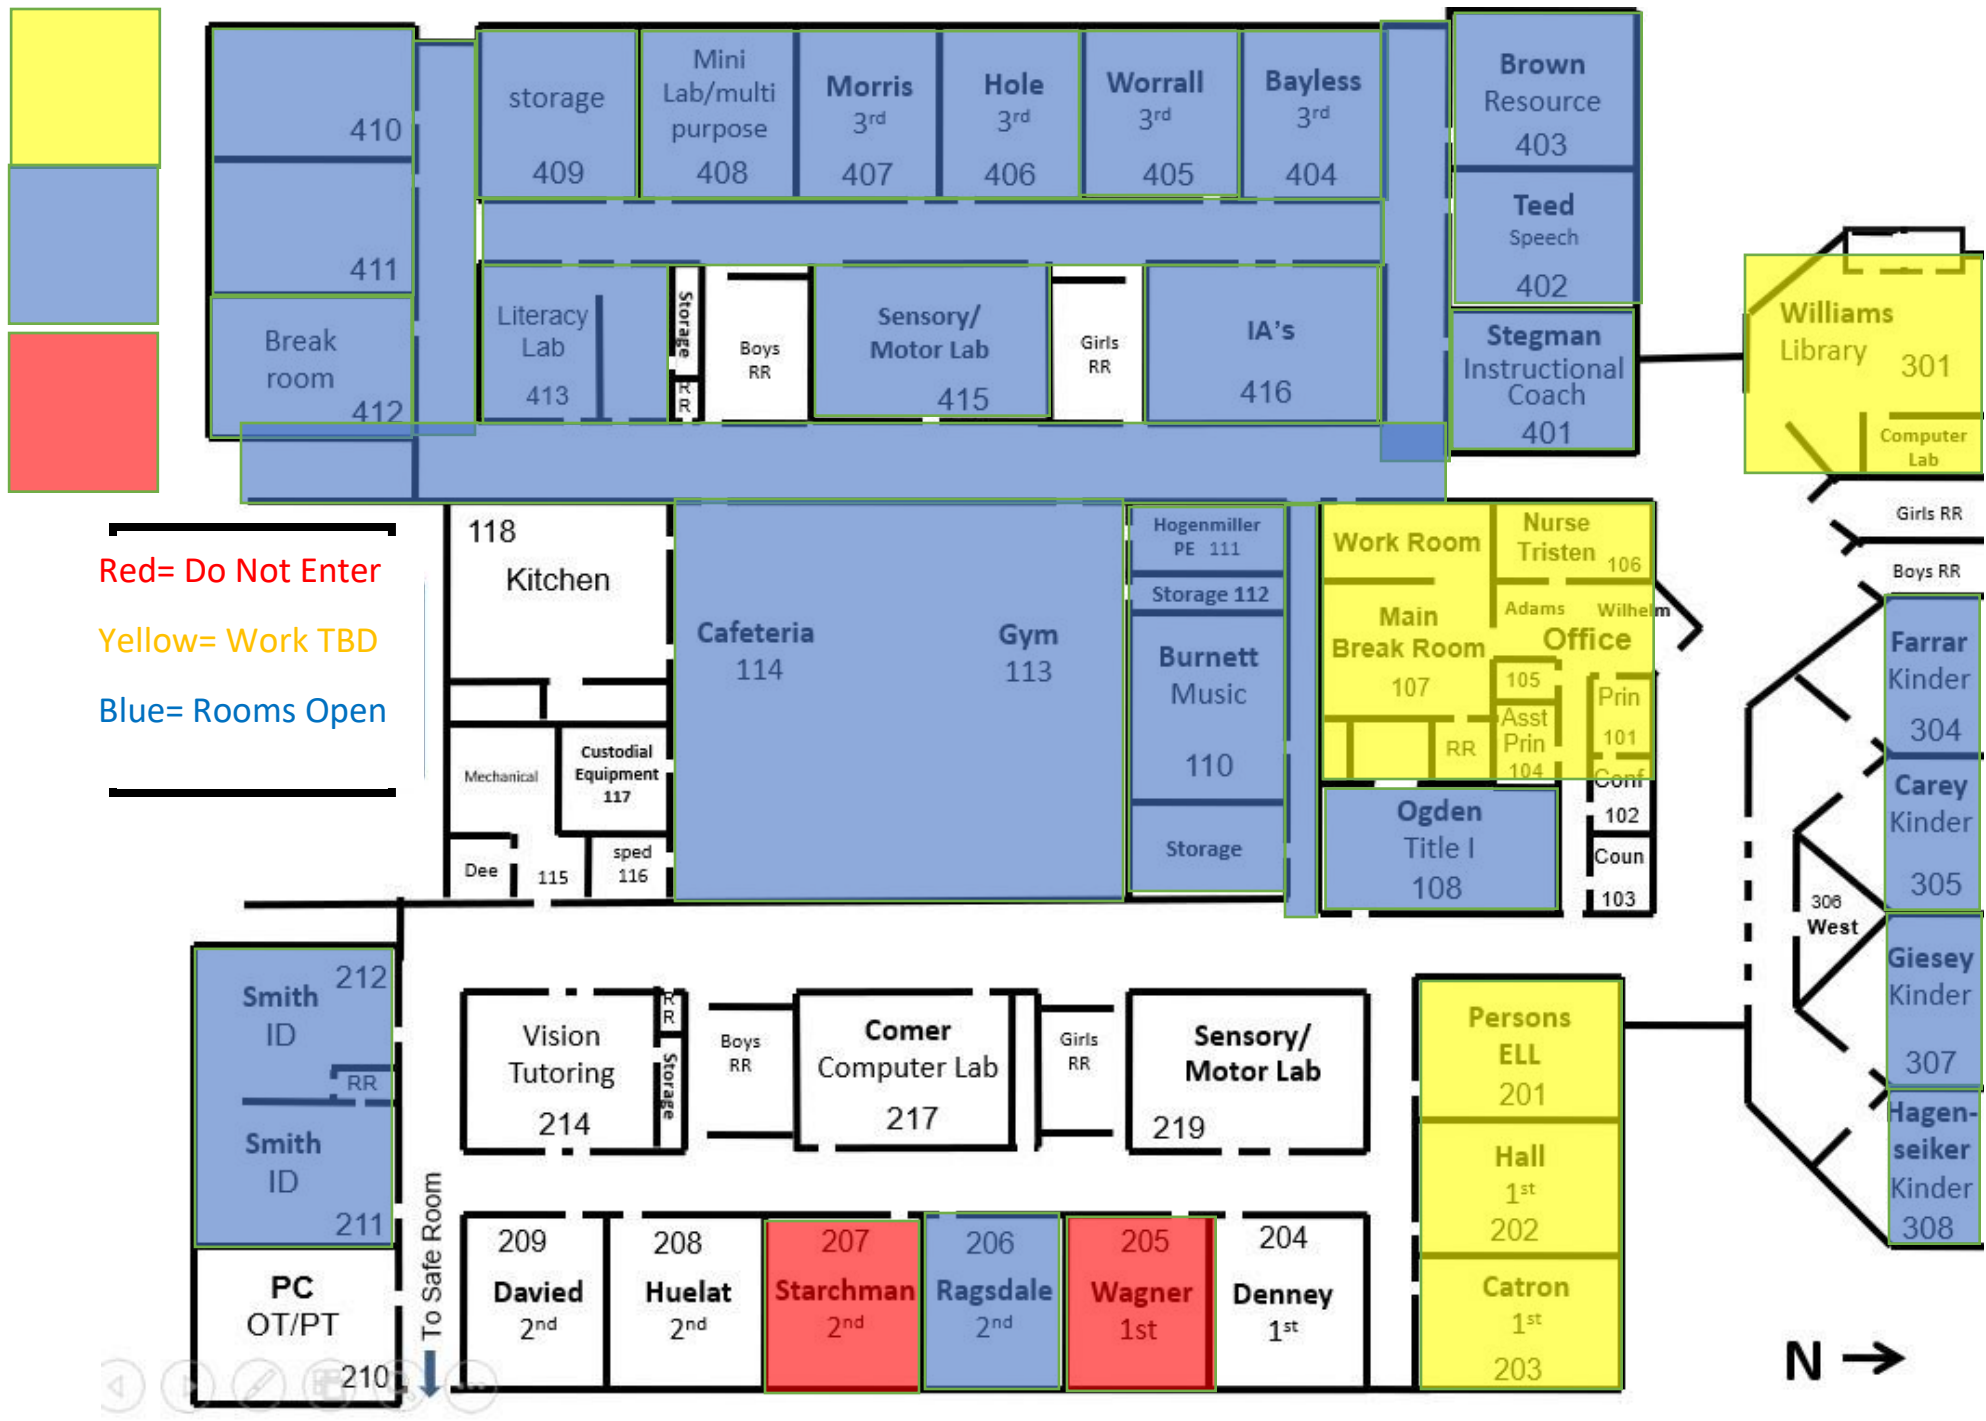 410
411
Break
room
412
storage
409
Mini
Lab/multi
purpose
408
Morris
3rd
407
Hole
3rd
406
Worrall
3rd
405
Bayless
3rd
404
Brown
Resource
403
Teed
Speech
402
Stegman
Instructional
Coach
401
Literacy
Lab
413
Storage
R
R
Boys
RR
Sensory/
Motor Lab
415
Girls
RR
IA's
416
Williams
Library
301
Computer
Lab
Girls RR
Boys RR
Red= Do Not Enter
Yellow= Work TBD
Blue= Rooms Open
118
Kitchen
Mechanical
Custodial
Equipment
117
Dee
115
sped
116
Cafeteria
114
Gym
113
Hogenmiller
PE 111
Storage 112
Burnett
Music
110
Storage
Work Room
Nurse
Tristen
106
Main
Break Room
107
Adams
Wilhelm
Office
105
Prin
101
Asst
Prin
104
RR
Conf
102
Coun
103
Ogden
Title I
108
Farrar
Kinder
304
Carey
Kinder
305
306
West
Giesey
Kinder
307
Hagen-
seiker
Kinder
308
212
Smith
ID
RR
Smith
ID
211
PC
OT/PT
210
To Safe Room
Vision
Tutoring
214
R
R
Storage
Boys
RR
Comer
Computer Lab
217
Girls
RR
Sensory/
Motor Lab
219
Persons
ELL
201
Hall
1st
202
Catron
1st
203
209
Davied
2nd
208
Huelat
2nd
207
Starchman
2nd
206
Ragsdale
2nd
205
Wagner
1st
204
Denney
1st
N